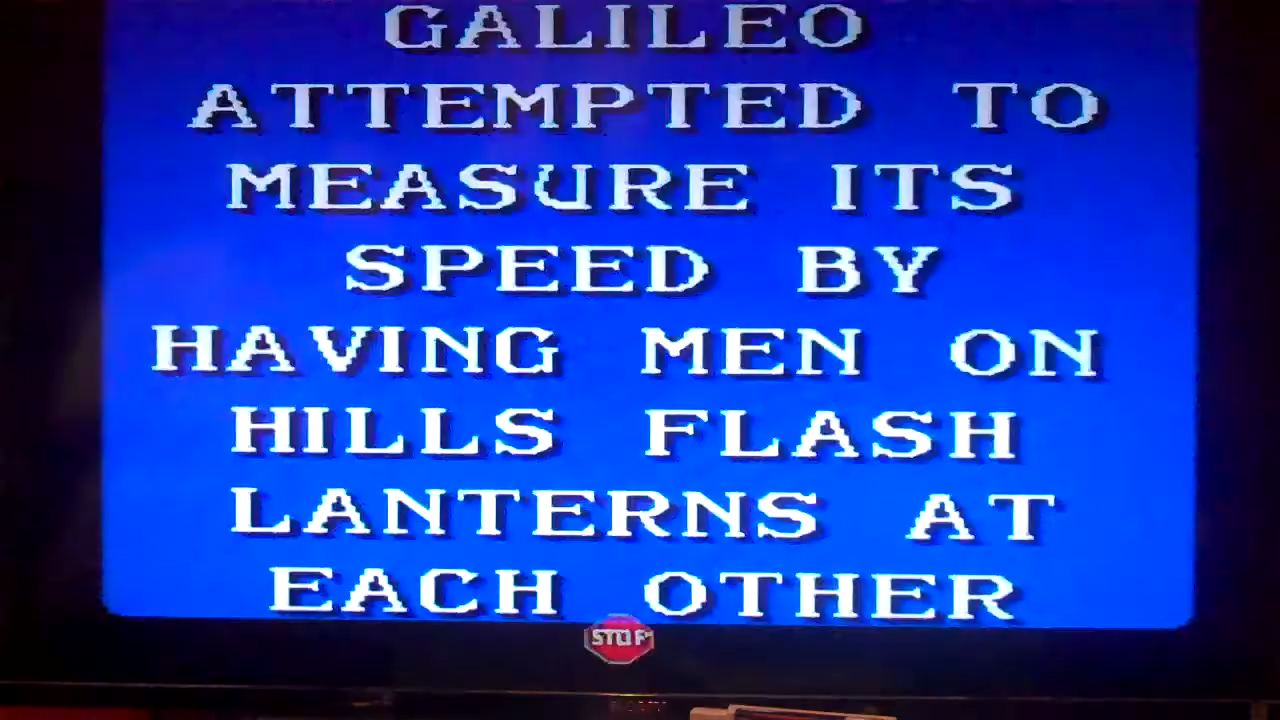 GALILEO
ATTEMPTED TO
MEASURE ITS
SPEED BY
HAVING MEN ON
HILLS FLASH
LANTERNS AT
EACH OTHER
STOP